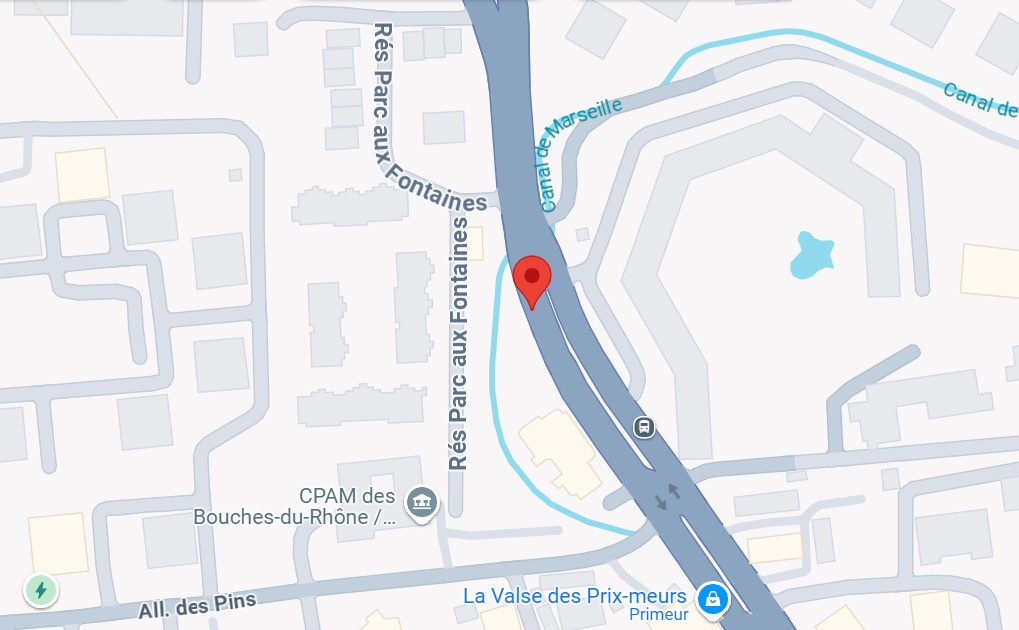 Rés Parc aux Fontaines
Canal de Marseille
Canal de
Rés Parc aux Fontaines
CPAM des
Bouches-du-Rhône /...
All. des Pins
La Valse des Prix-meurs
Primeur